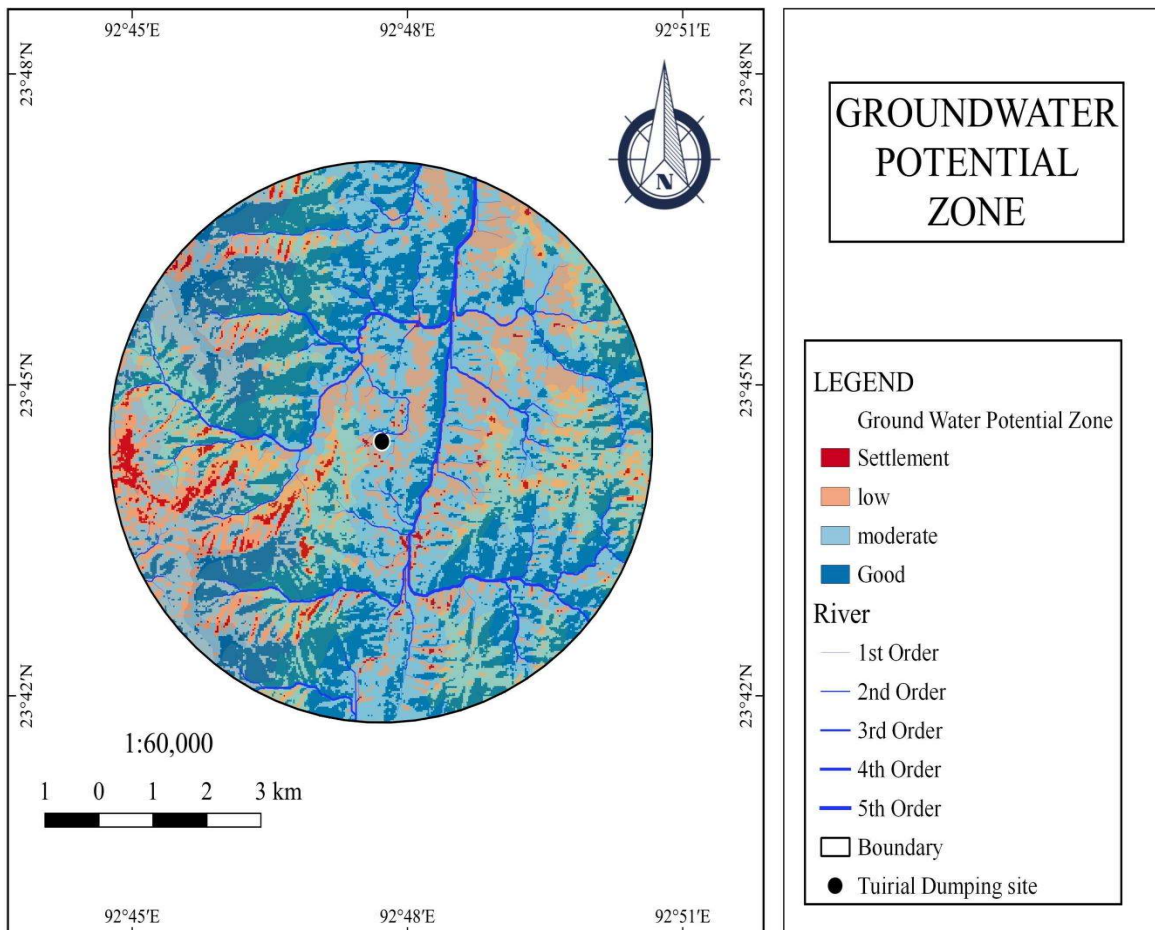 92°45'E 92°48'E 92°51'E
23°48'N 23°48'N
N
23°45'N 23°45'N
23°42'N 23°42'N
1:60,000
1 0 1 2 3 km
92°45'E 92°48'E 92°51'E
GROUNDWATER
POTENTIAL
ZONE
LEGEND
Ground Water Potential Zone
Settlement
low
moderate
Good
River
1st Order
2nd Order
3rd Order
4th Order
5th Order
Boundary
Tuirial Dumping site